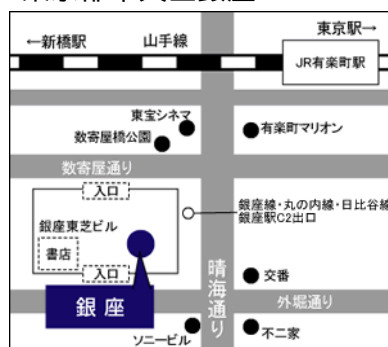 ←新橋駅
山手線
東京駅→
JR有楽町駅
東宝シネマ
数寄屋橋公園
有楽町マリオン
数寄屋通り
入口
銀座線・丸の内線・日比谷線
銀座駅C2出口
銀座東芝ビル
書店
入口
晴海通り
交番
外堀通り
銀座
ソニービル
不二家